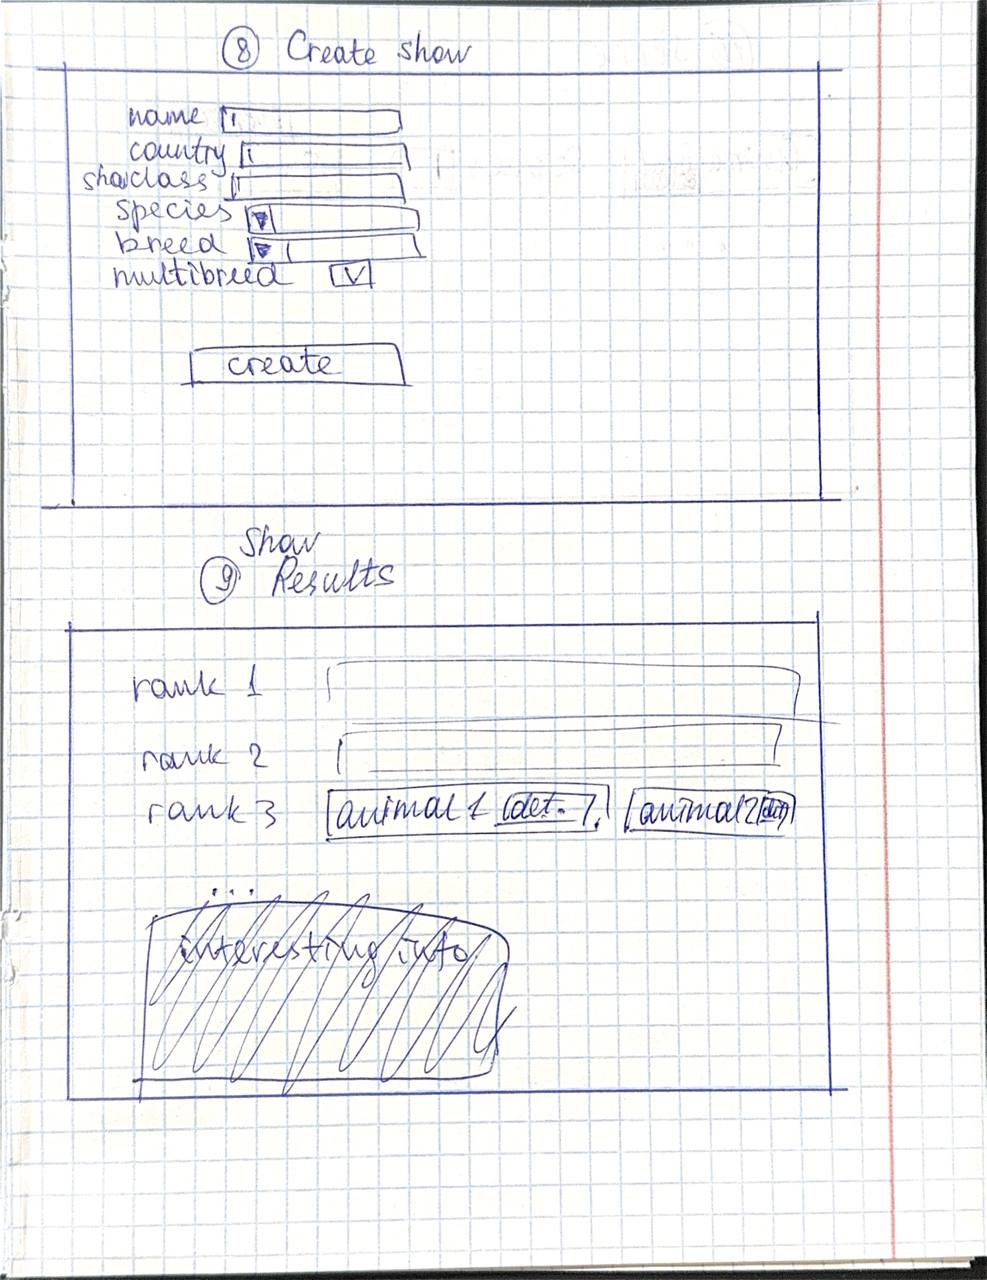 8 Create show
name
country
showclass
species
breed
multibreed V
create
Show
9 Results
rank 1
rank 2
rank 3 animal 1 det. animal 2
...
interesting info